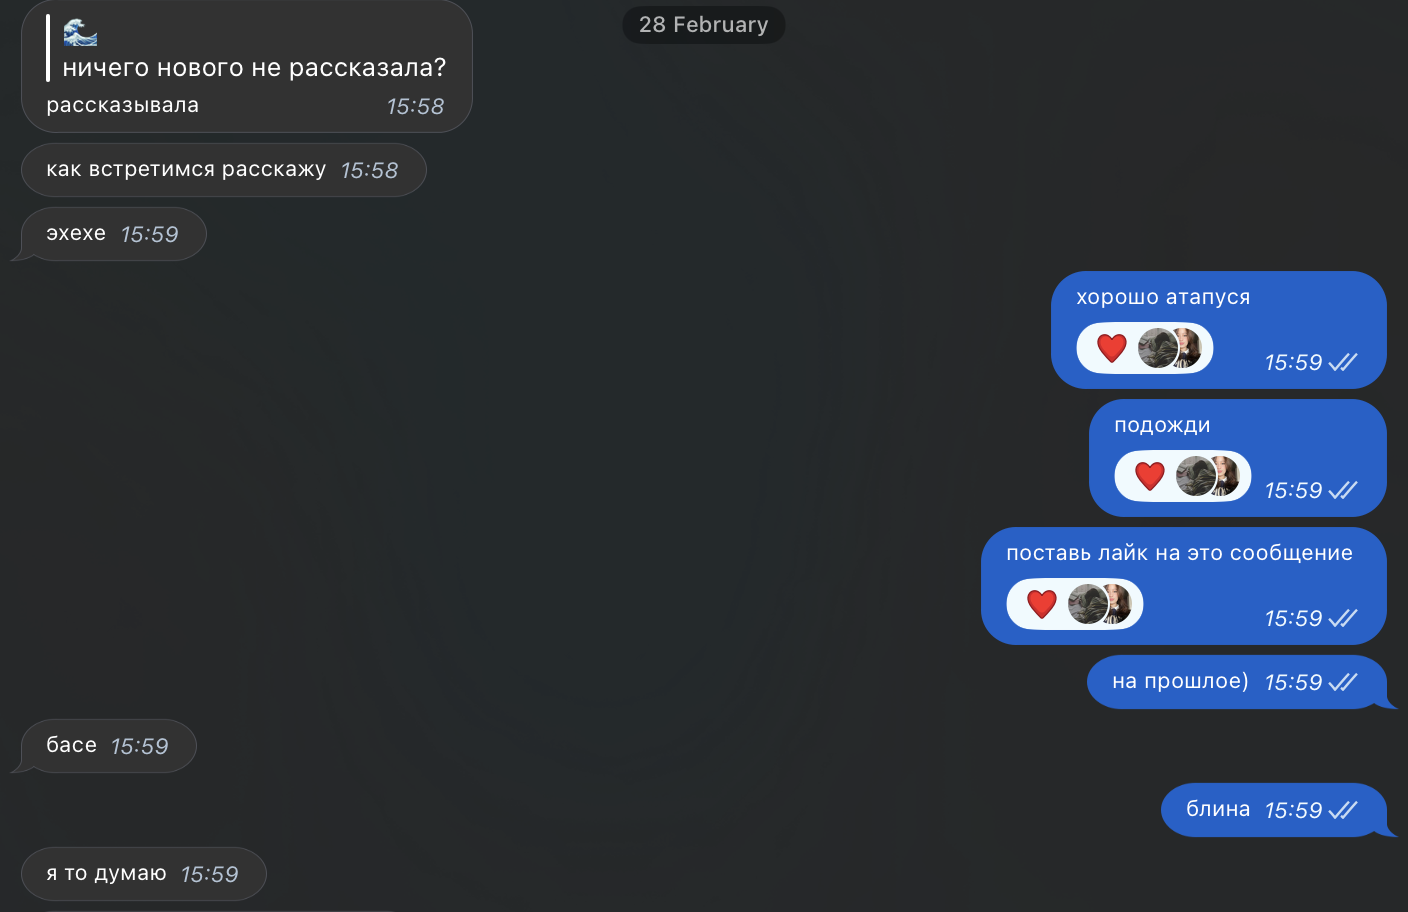 28 February
ничего нового не рассказала?
рассказывала 15:58
как встретимся расскажу 15:58
эхехе 15:59
хорошо атапуся
15:59
подожди
15:59
поставь лайк на это сообщение
15:59
на прошлое) 15:59
басе 15:59
блина 15:59
я то думаю 15:59